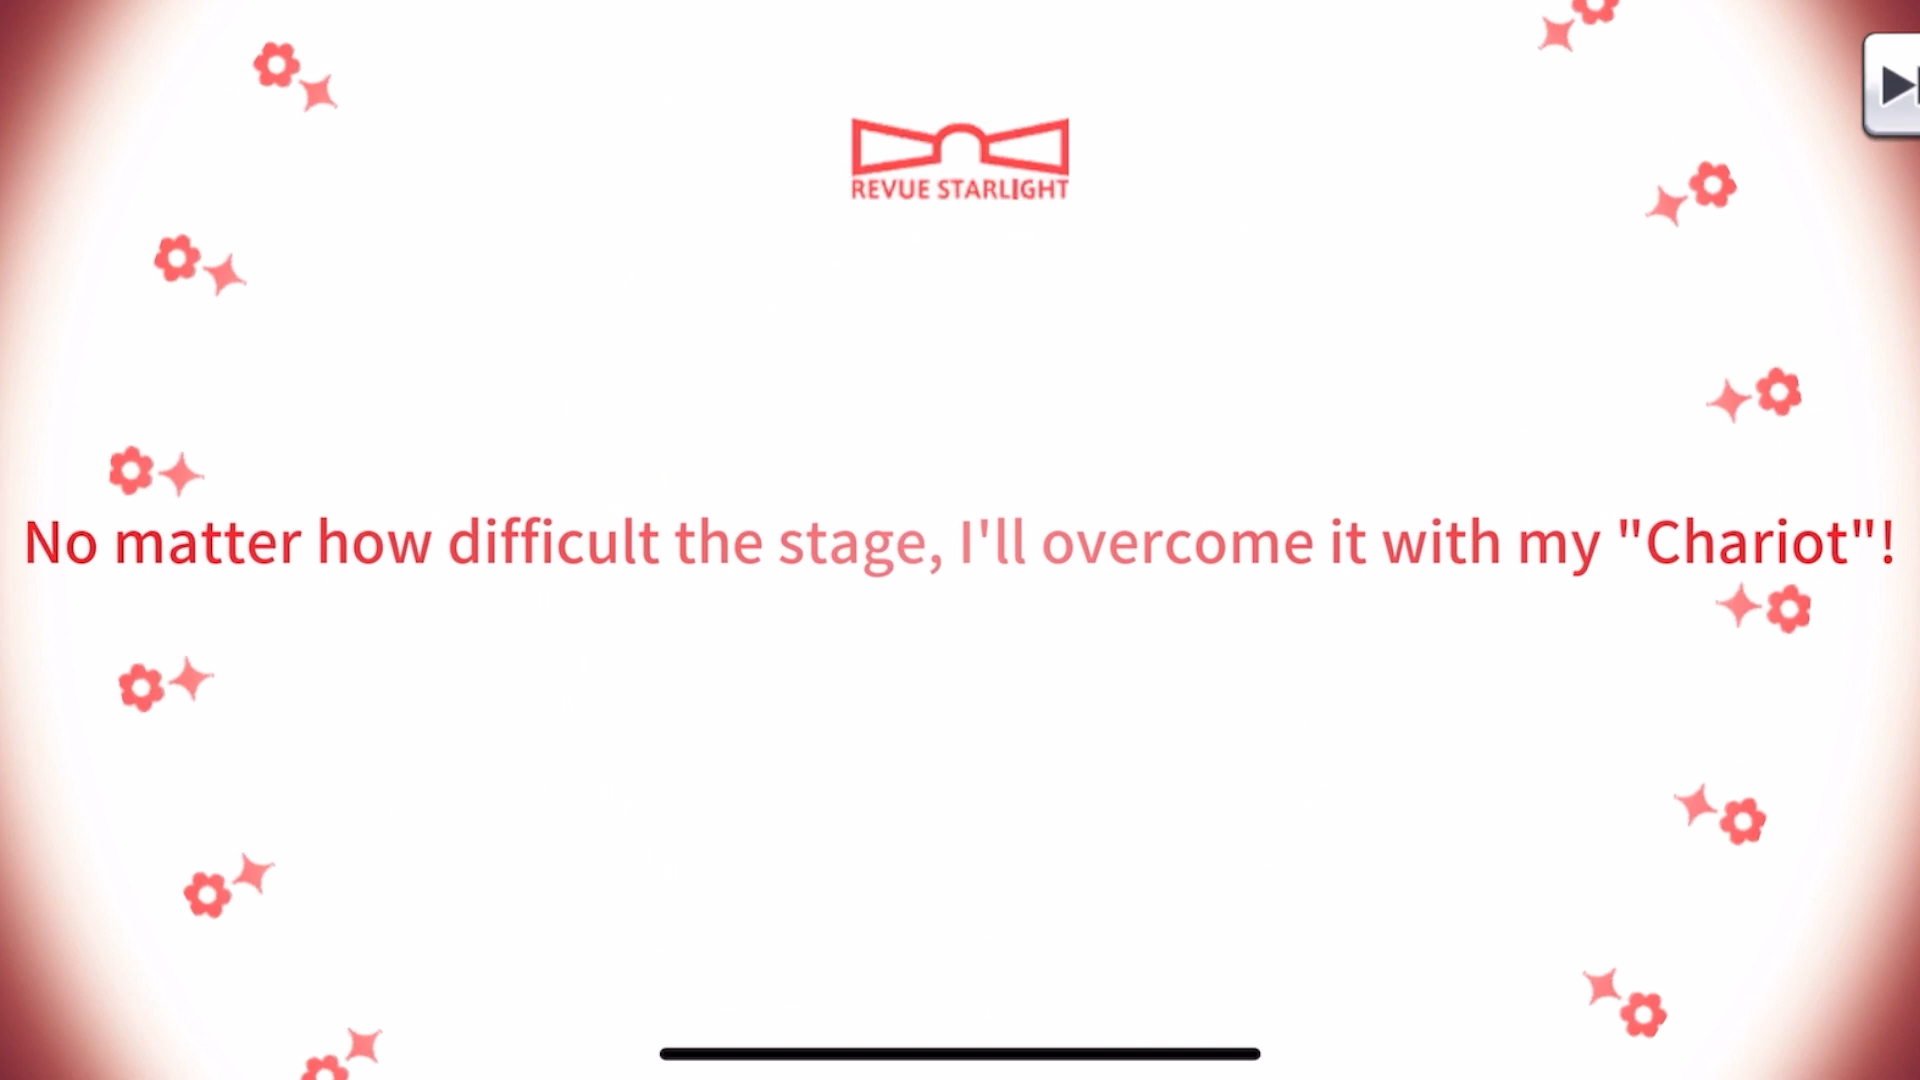 REVUE STARLIGHT
No matter how difficult the stage, I'll overcome it with my "Chariot"!